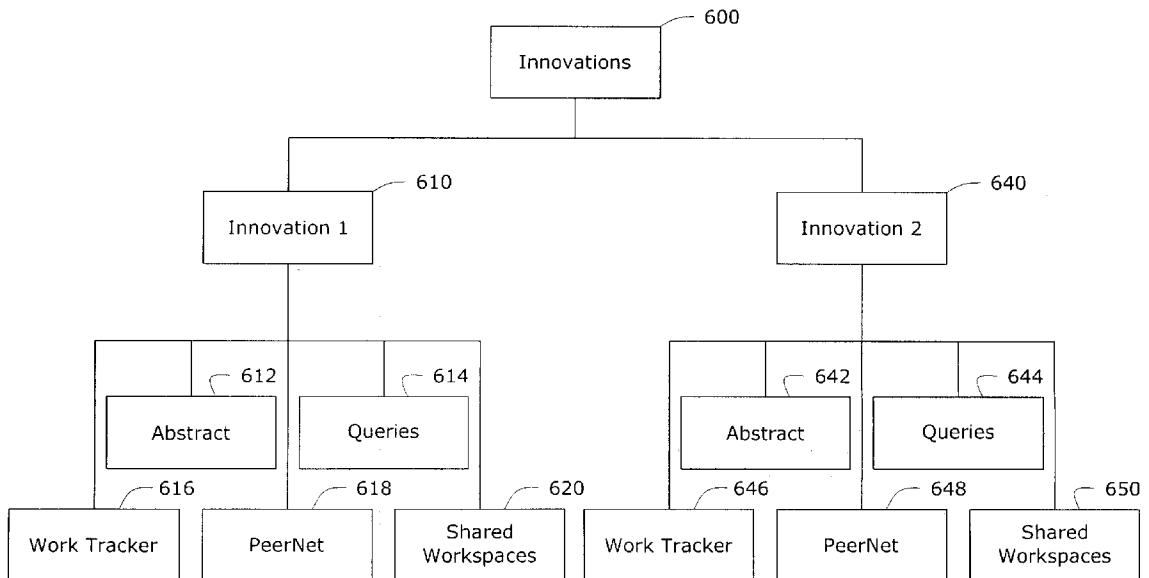 600
Innovations
610
640
Innovation 1
Innovation 2
612
614
642
644
Abstract
Queries
Abstract
Queries
616
618
620
646
648
650
Work Tracker
PeerNet
Shared
Workspaces
Work Tracker
PeerNet
Shared
Workspaces